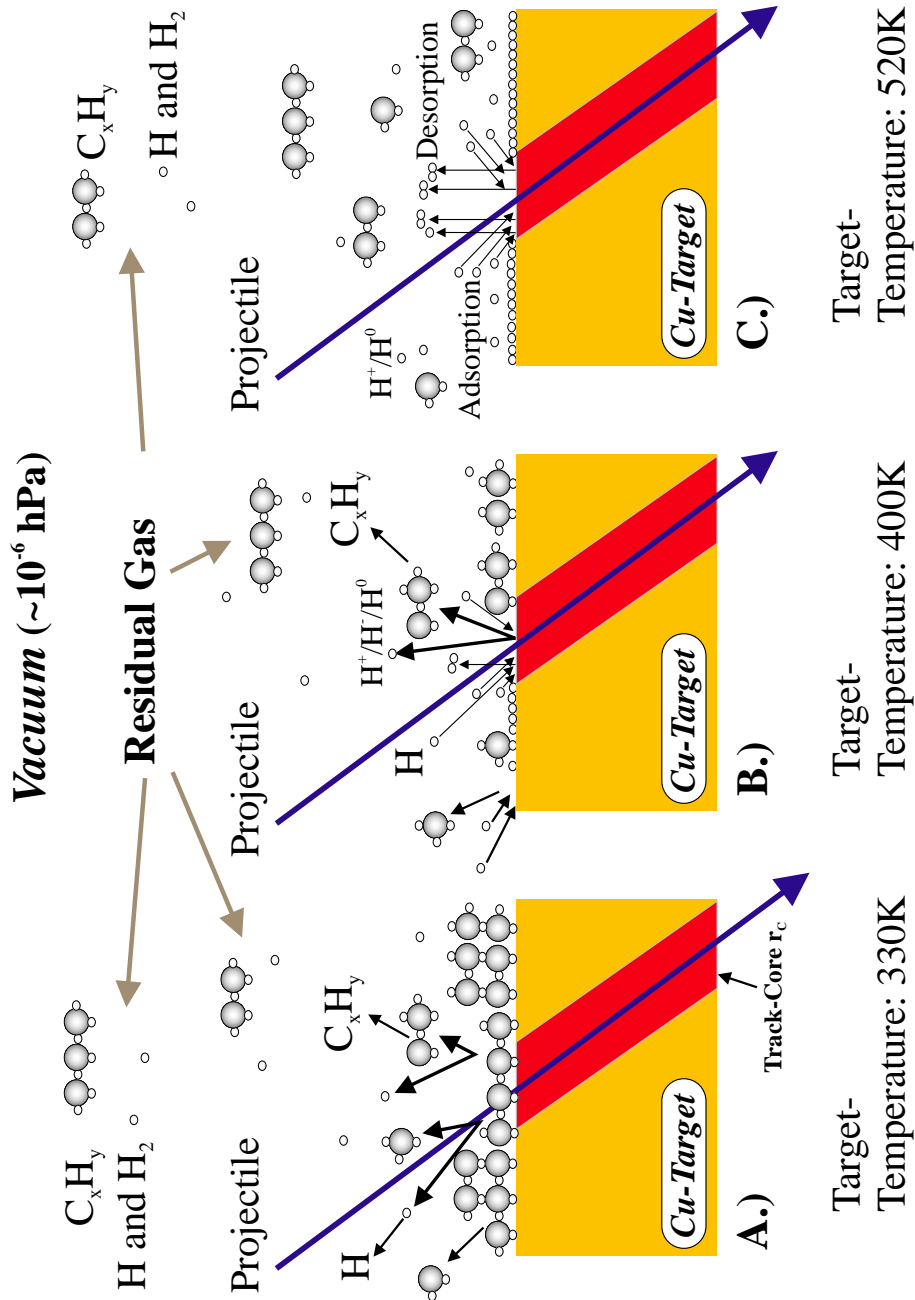 Vacuum (~10⁻⁶ hPa)
Residual Gas
CₓHᵧ
H and H₂
CₓHᵧ
H and H₂
Projectile
H
CₓHᵧ
Cu-Target
Track-Core r_c
A.)
Target-
Temperature: 330K
Projectile
H
H⁺/H⁻/H⁰
CₓHᵧ
Cu-Target
B.)
Target-
Temperature: 400K
Projectile
H⁺/H⁰
Adsorption
Desorption
Cu-Target
C.)
Target-
Temperature: 520K